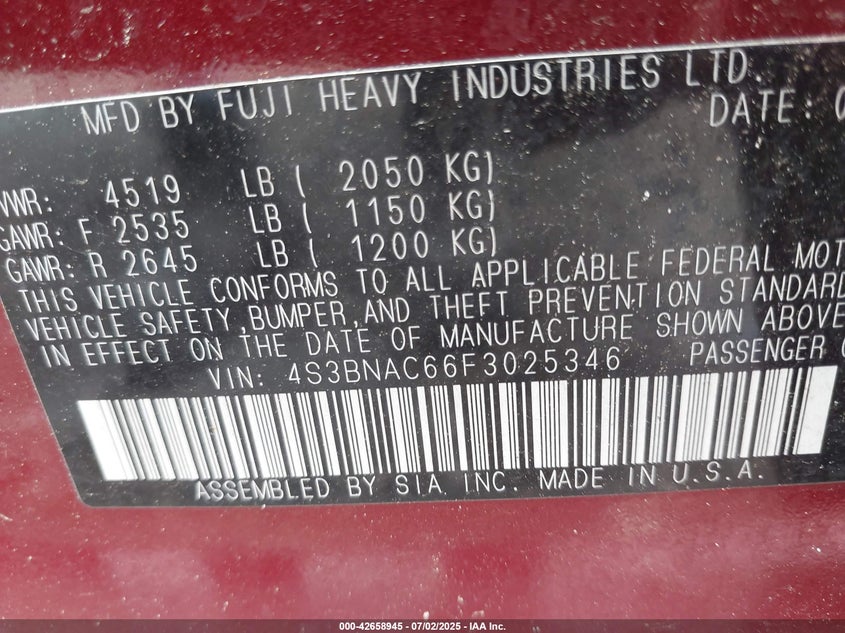 MFD BY FUJI HEAVY INDUSTRIES LTD.
DATE: 0
VWR: 4519 LB ( 2050 KG)
GAWR: F 2535 LB ( 1150 KG)
GAWR: R 2645 LB ( 1200 KG)
THIS VEHICLE CONFORMS TO ALL APPLICABLE FEDERAL MOT
VEHICLE SAFETY,BUMPER,AND THEFT PREVENTION STANDARD
IN EFFECT ON THE DATE OF MANUFACTURE SHOWN ABOVE
VIN: 4S3BNAC66F3025346 PASSENGER
ASSEMBLED BY SIA, INC. MADE IN U.S.A.
000-42658945 - 07/02/2025 - IAA Inc.